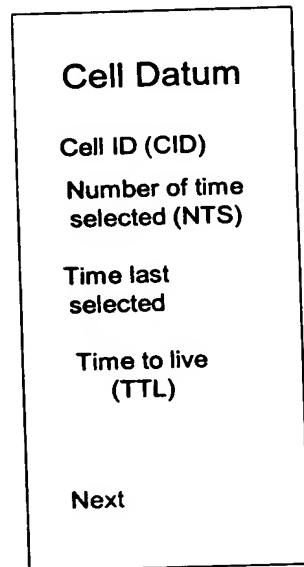 Cell Datum
Cell ID (CID)
Number of time
selected (NTS)
Time last
selected
Time to live
(TTL)
Next